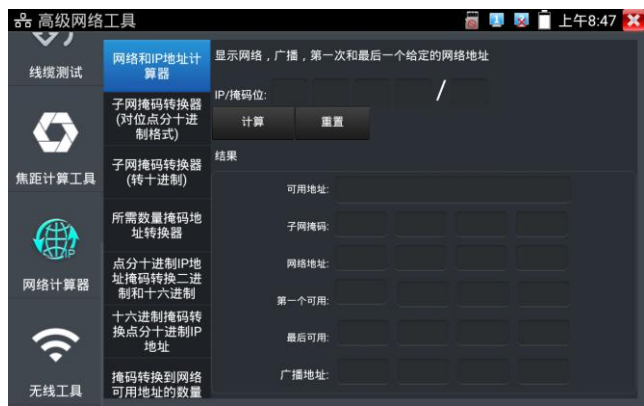 高级网络工具
上午8:47
线缆测试
焦距计算工具
IP
网络计算器
无线工具
网络和IP地址计
算器
子网掩码转换器
(对位点分十进
制格式)
子网掩码转换器
(转十进制)
所需数量掩码地
址转换器
点分十进制IP地
址掩码转换二进
制和十六进制
十六进制掩码转
换点分十进制IP
地址
掩码转换到网络
可用地址的数量
显示网络，广播，第一次和最后一个给定的网络地址
IP/掩码位:
/
计算 重置
结果
可用地址:
子网掩码:
网络地址:
第一个可用:
最后可用:
广播地址: